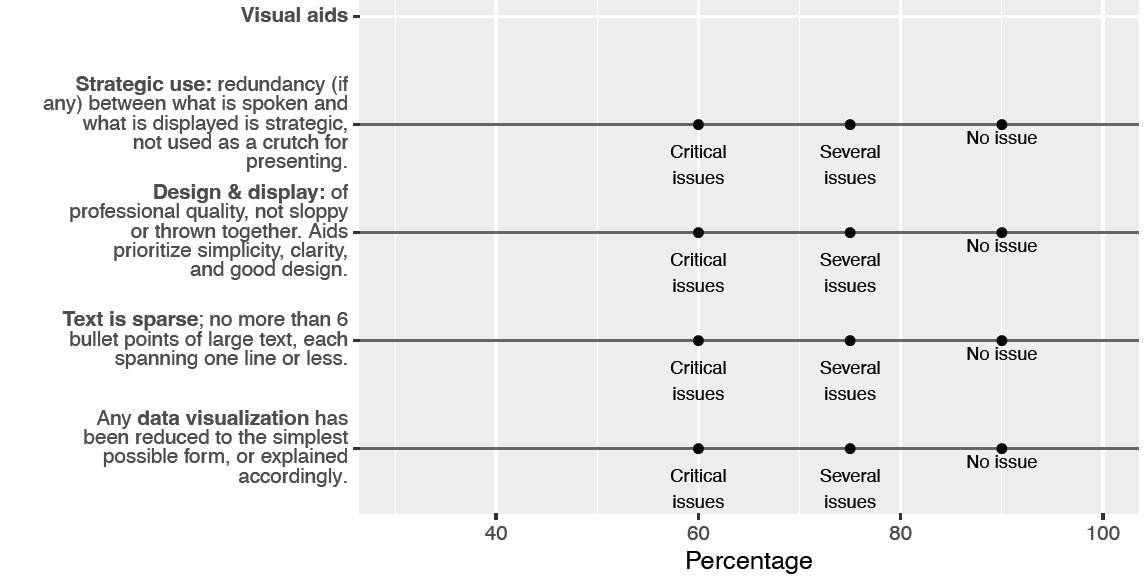 Visual aids
Strategic use: redundancy (if
any) between what is spoken and
what is displayed is strategic,
not used as a crutch for
presenting.
Critical
issues
Several
issues
No issue
Design & display: of
professional quality, not sloppy
or thrown together. Aids
prioritize simplicity, clarity,
and good design.
Critical
issues
Several
issues
No issue
Text is sparse; no more than 6
bullet points of large text, each
spanning one line or less.
Critical
issues
Several
issues
No issue
Any data visualization has
been reduced to the simplest
possible form, or explained
accordingly.
Critical
issues
Several
issues
No issue
40 60 80 100
Percentage